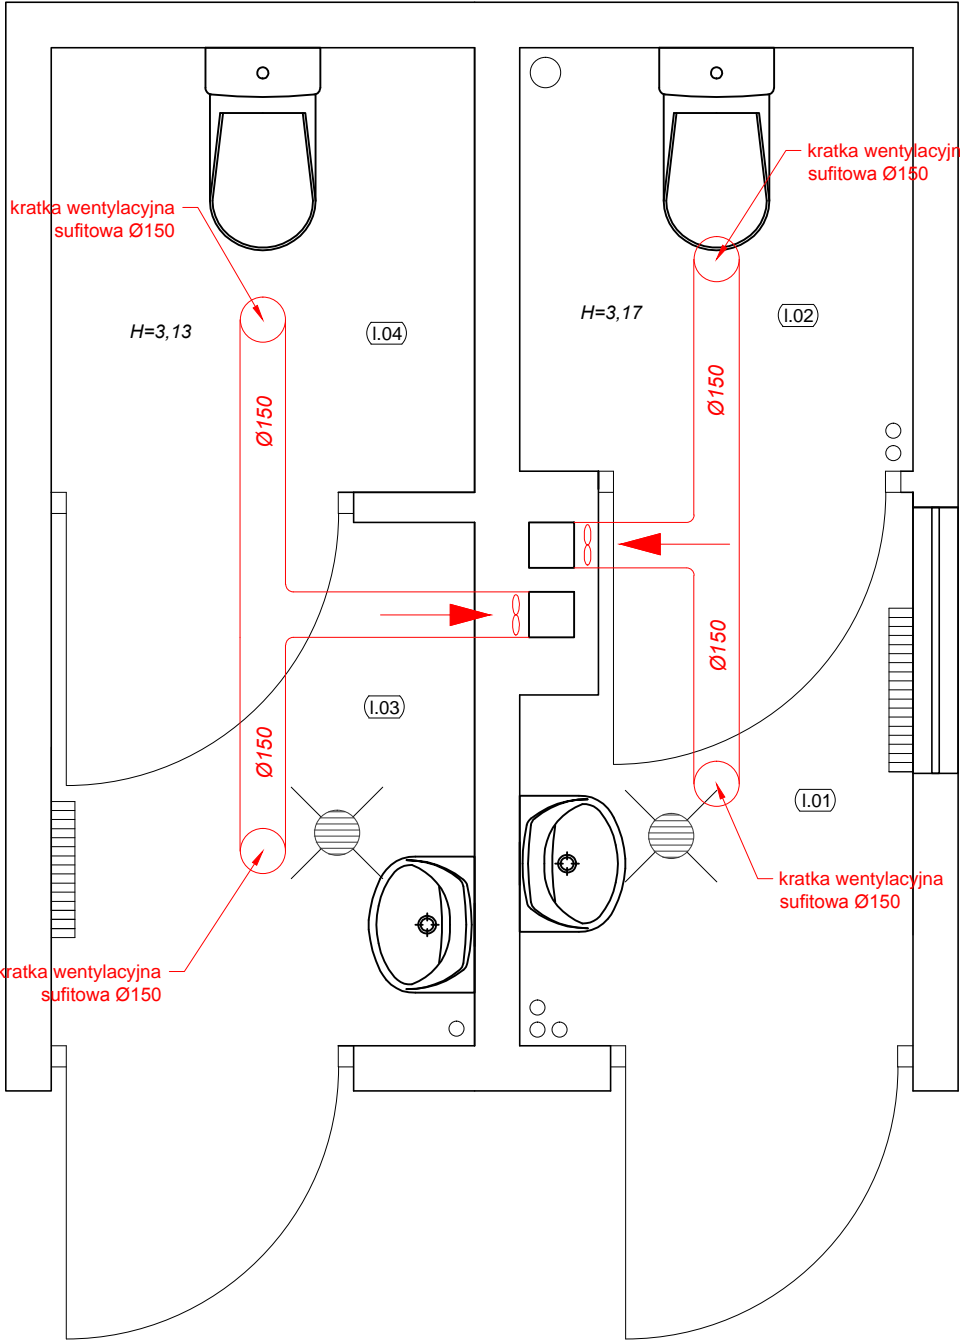 kratka wentylacyjn
sufitowa Ø150
kratka wentylacyjna
sufitowa Ø150
H=3,13
(I.04)
H=3,17
(I.02)
Ø150
Ø150
Ø150
Ø150
(I.03)
(I.01)
kratka wentylacyjna
sufitowa Ø150
kratka wentylacyjna
sufitowa Ø150